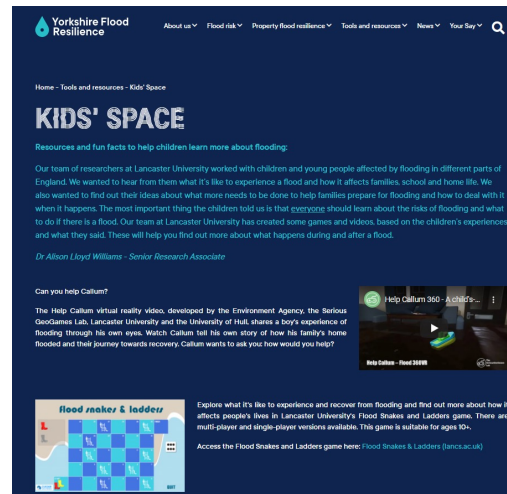 Yorkshire Flood
Resilience
About us Flood risk Property flood resilience Tools and resources News Your Say
Home - Tools and resources - Kids' Space
KIDS' SPACE
Resources and fun facts to help children learn more about flooding:
Our team of researchers at Lancaster University worked with children and young people affected by flooding in different parts of
England. We wanted to hear from them what it's like to experience a flood and how it affects families, school and home life. We
also wanted to find out their ideas about what more needs to be done to help families prepare for flooding and how to deal with it
when it happens. The most important thing the children told us is that everyone should learn about the risks of flooding and what
to do if there is a flood. Our team at Lancaster University has created some games and videos, based on the children's experiences
and what they said. These will help you find out more about what happens during and after a flood.
Dr Alison Lloyd Williams - Senior Research Associate
Can you help Callum?
The Help Callum virtual reality video, developed by the Environment Agency, the Serious
GeoGames Lab, Lancaster University and the University of Hull, shares a boy's experience of
flooding through his own eyes. Watch Callum tell his own story of how his family's home
flooded and their journey towards recovery. Callum wants to ask you: how would you help?
Help Callum 360 - A child's-...
Help Callum - Flood 360VR
flood snakes & ladders
QUIT
Explore what it's like to experience and recover from flooding and find out more about how it
affects people's lives in Lancaster University's Flood Snakes and Ladders game. There are
multi-player and single-player versions available. This game is suitable for ages 10+.
Access the Flood Snakes and Ladders game here: Flood Snakes & Ladders (lancs.ac.uk)